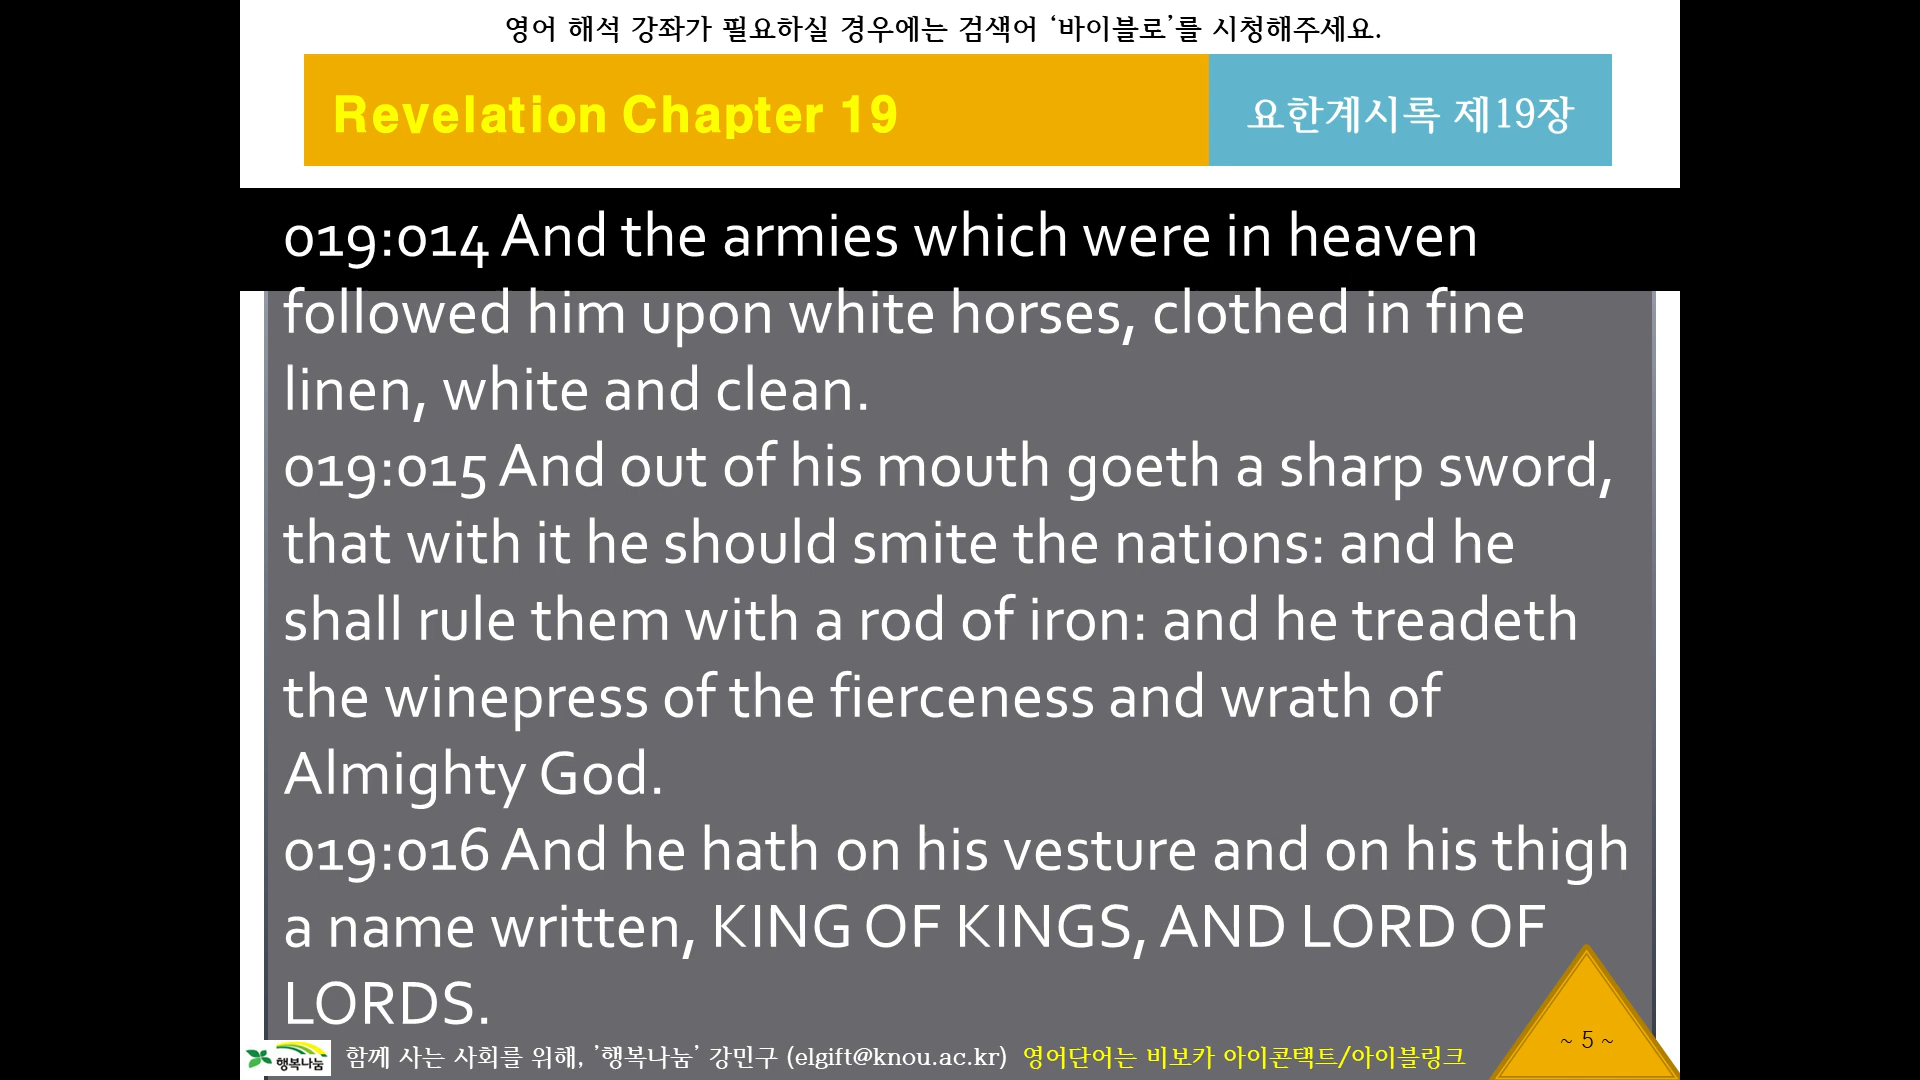 영어 해석 강좌가 필요하실 경우에는 검색어 ‘바이블로’를 시청해주세요.
Revelation Chapter 19
요한계시록 제19장
019:014 And the armies which were in heaven
followed him upon white horses, clothed in fine
linen, white and clean.
019:015 And out of his mouth goeth a sharp sword,
that with it he should smite the nations: and he
shall rule them with a rod of iron: and he treadeth
the winepress of the fierceness and wrath of
Almighty God.
019:016 And he hath on his vesture and on his thigh
a name written, KING OF KINGS, AND LORD OF
LORDS.
~ 5 ~
행복나눔
함께 사는 사회를 위해, ’행복나눔’ 강민구 (elgift@knou.ac.kr) 영어단어는 비보카 아이콘택트/아이블링크